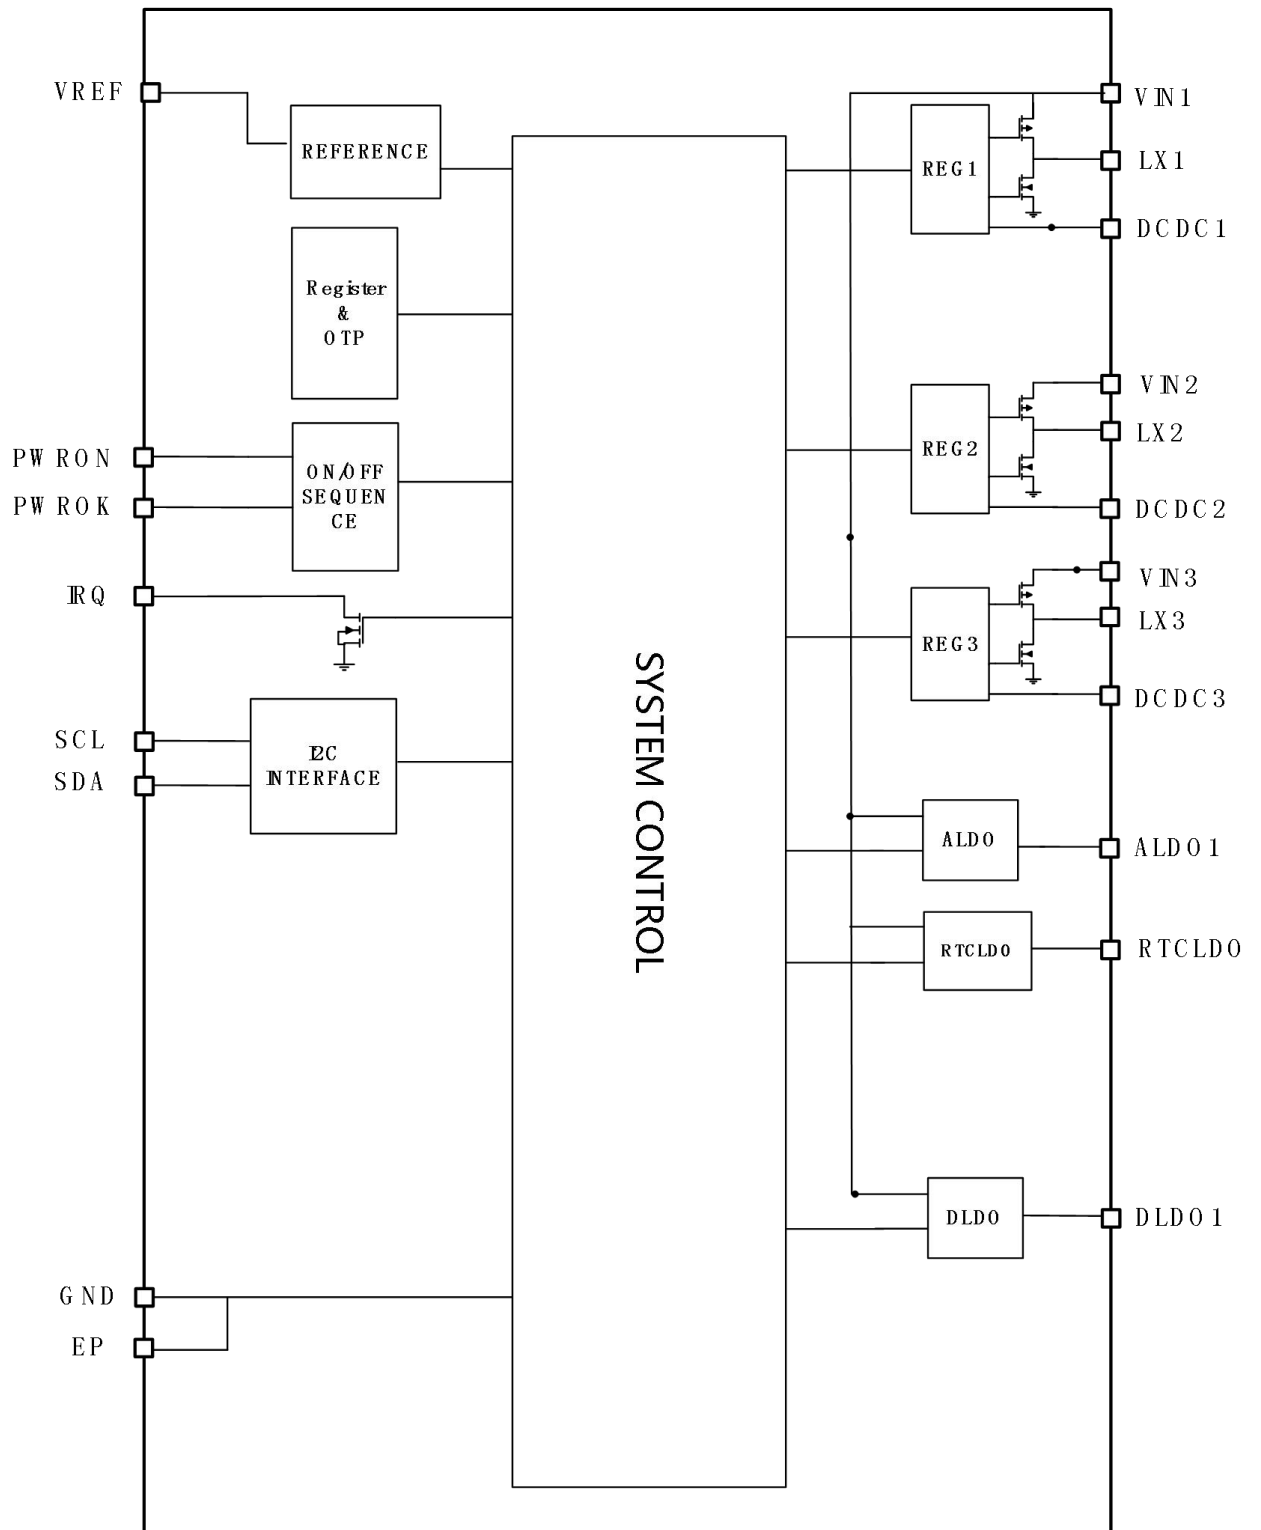 VREF
REFERENCE
Register
&
OTP
PWRON
PWROK
ON/OFF
SEQUEN
CE
IRQ
SCL
SDA
I2C
INTERFACE
GND
EP
SYSTEM CONTROL
REG1
VIN1
LX1
DCDC1
REG2
VIN2
LX2
DCDC2
REG3
VIN3
LX3
DCDC3
ALDO
ALDO1
RTCLDO
RTCLDO
DLDO
DLDO1